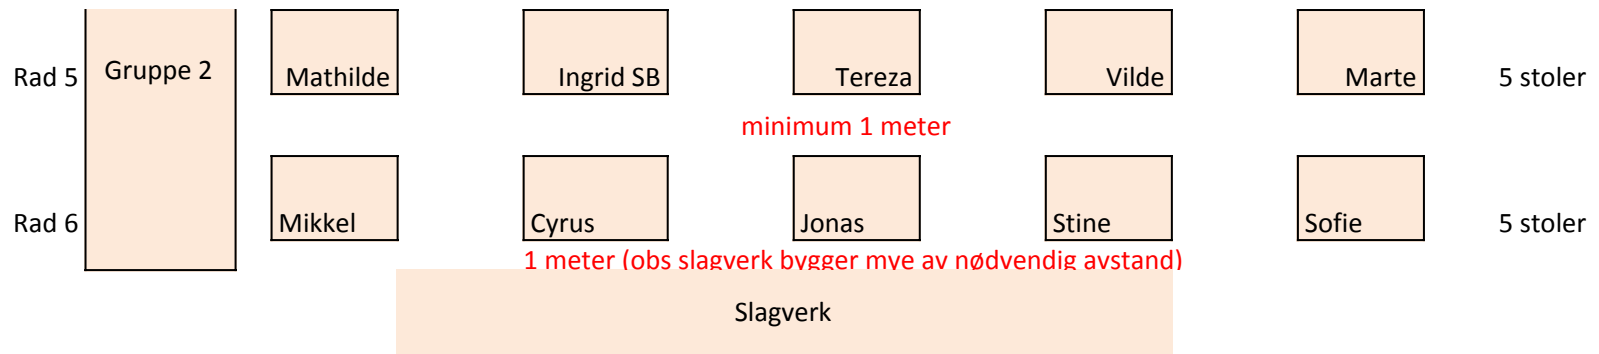 Rad 5 Gruppe 2 Mathilde Ingrid SB Tereza Vilde Marte 5 stoler
minimum 1 meter
Rad 6 Mikkel Cyrus Jonas Stine Sofie 5 stoler
1 meter (obs slagverk bygger mye av nødvendig avstand)
Slagverk